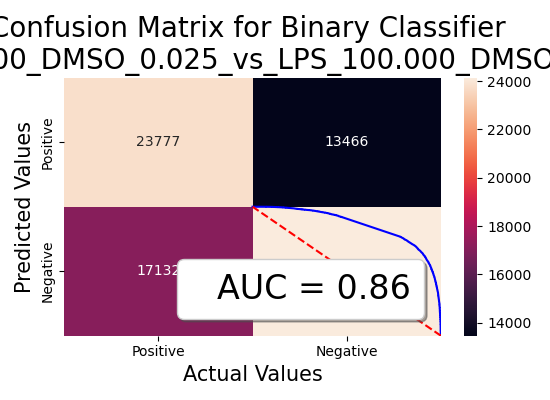 Confusion Matrix for Binary Classifier
00_DMSO_0.025_vs_LPS_100.000_DMSO
Predicted Values
Positive
Negative
23777
13466
17132
AUC = 0.86
Positive
Negative
Actual Values
24000
22000
20000
18000
16000
14000